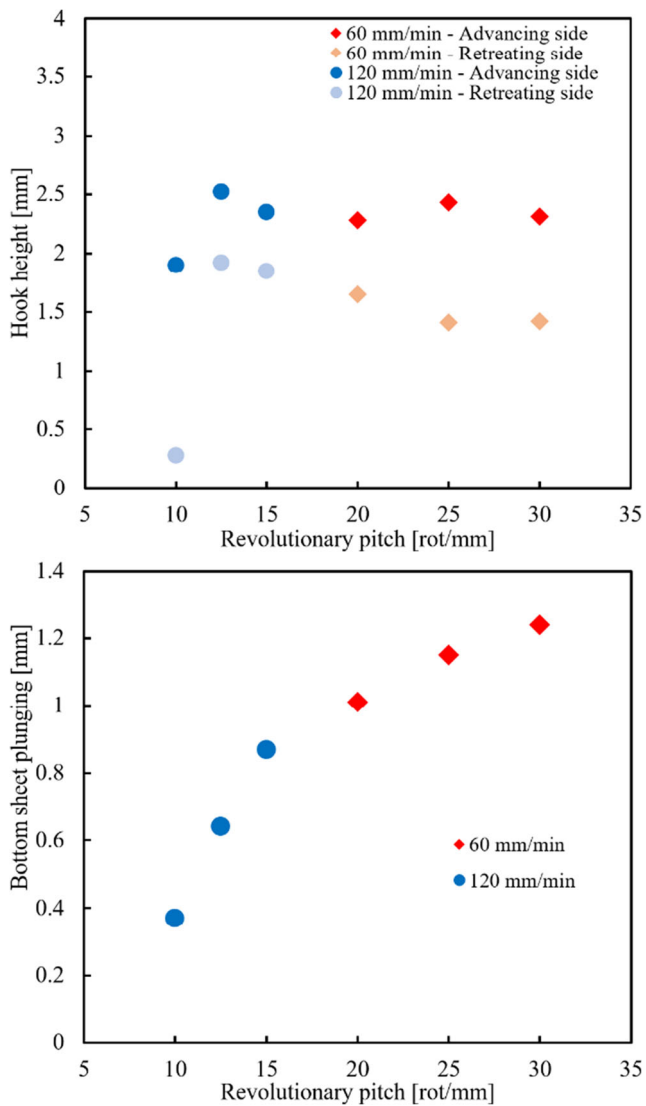 4
3.5
3
2.5
2
1.5
1
0.5
0
Hook height [mm]
60 mm/min - Advancing side
60 mm/min - Retreating side
120 mm/min - Advancing side
120 mm/min - Retreating side
5 10 15 20 25 30 35
Revolutionary pitch [rot/mm]
1.4
1.2
1
0.8
0.6
0.4
0.2
0
Bottom sheet plunging [mm]
60 mm/min
120 mm/min
5 10 15 20 25 30 35
Revolutionary pitch [rot/mm]